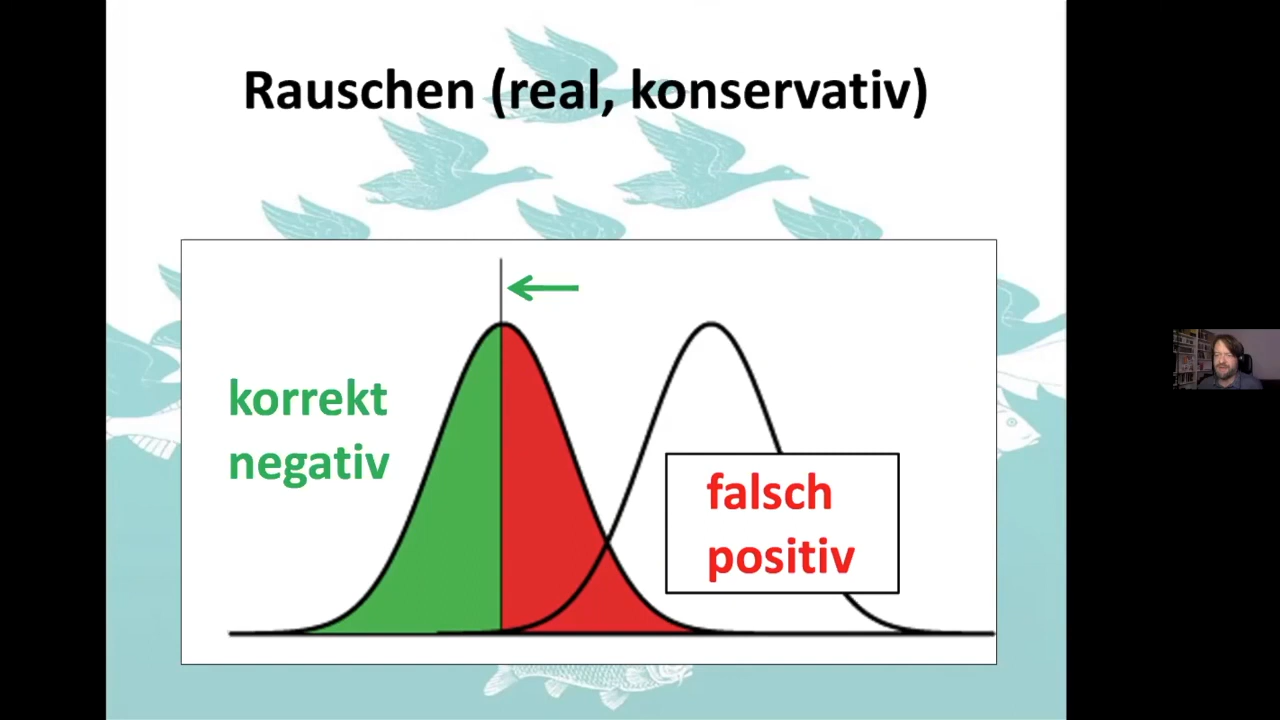 Rauschen (real, konservativ)
korrekt
negativ
falsch
positiv